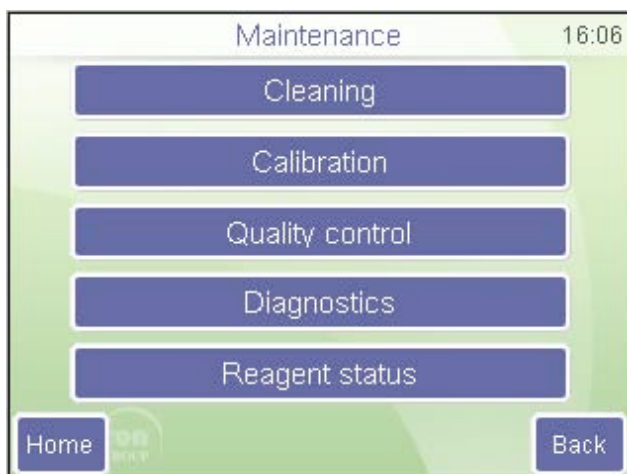 Maintenance 16:06
Cleaning
Calibration
Quality control
Diagnostics
Reagent status
Home Back